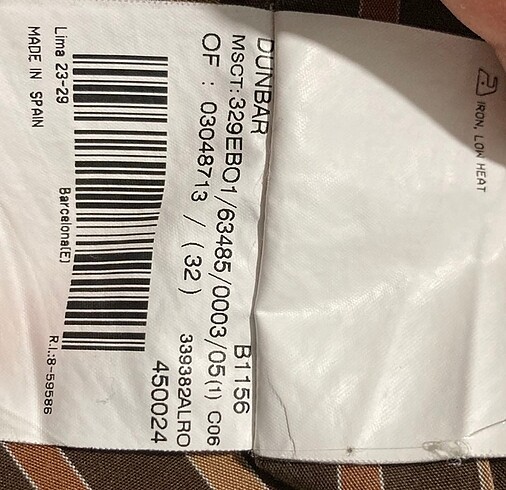 DUNBAR B1156
MSCT: 329EBO1/63485/0003/05(1) C06
OF : 03048713 / (32) 339382ALRO
450024
Lima 23-29 Barcelona(E) R.I.:8-59586
MADE IN SPAIN
IRON, LOW HEAT